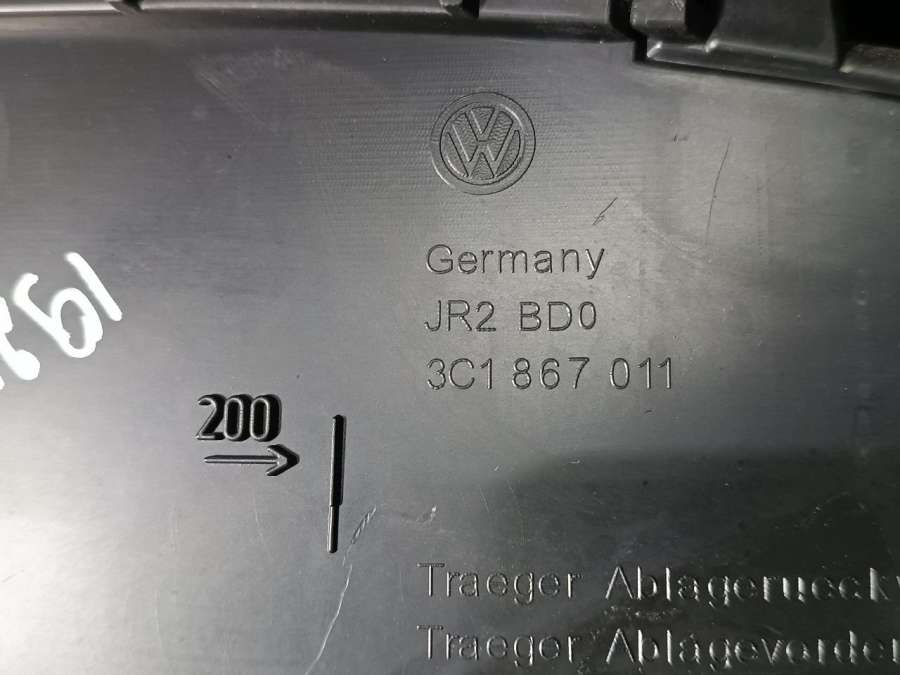 Germany
JR2 BD0
3C1 867 011
200
Traeger
Traeger